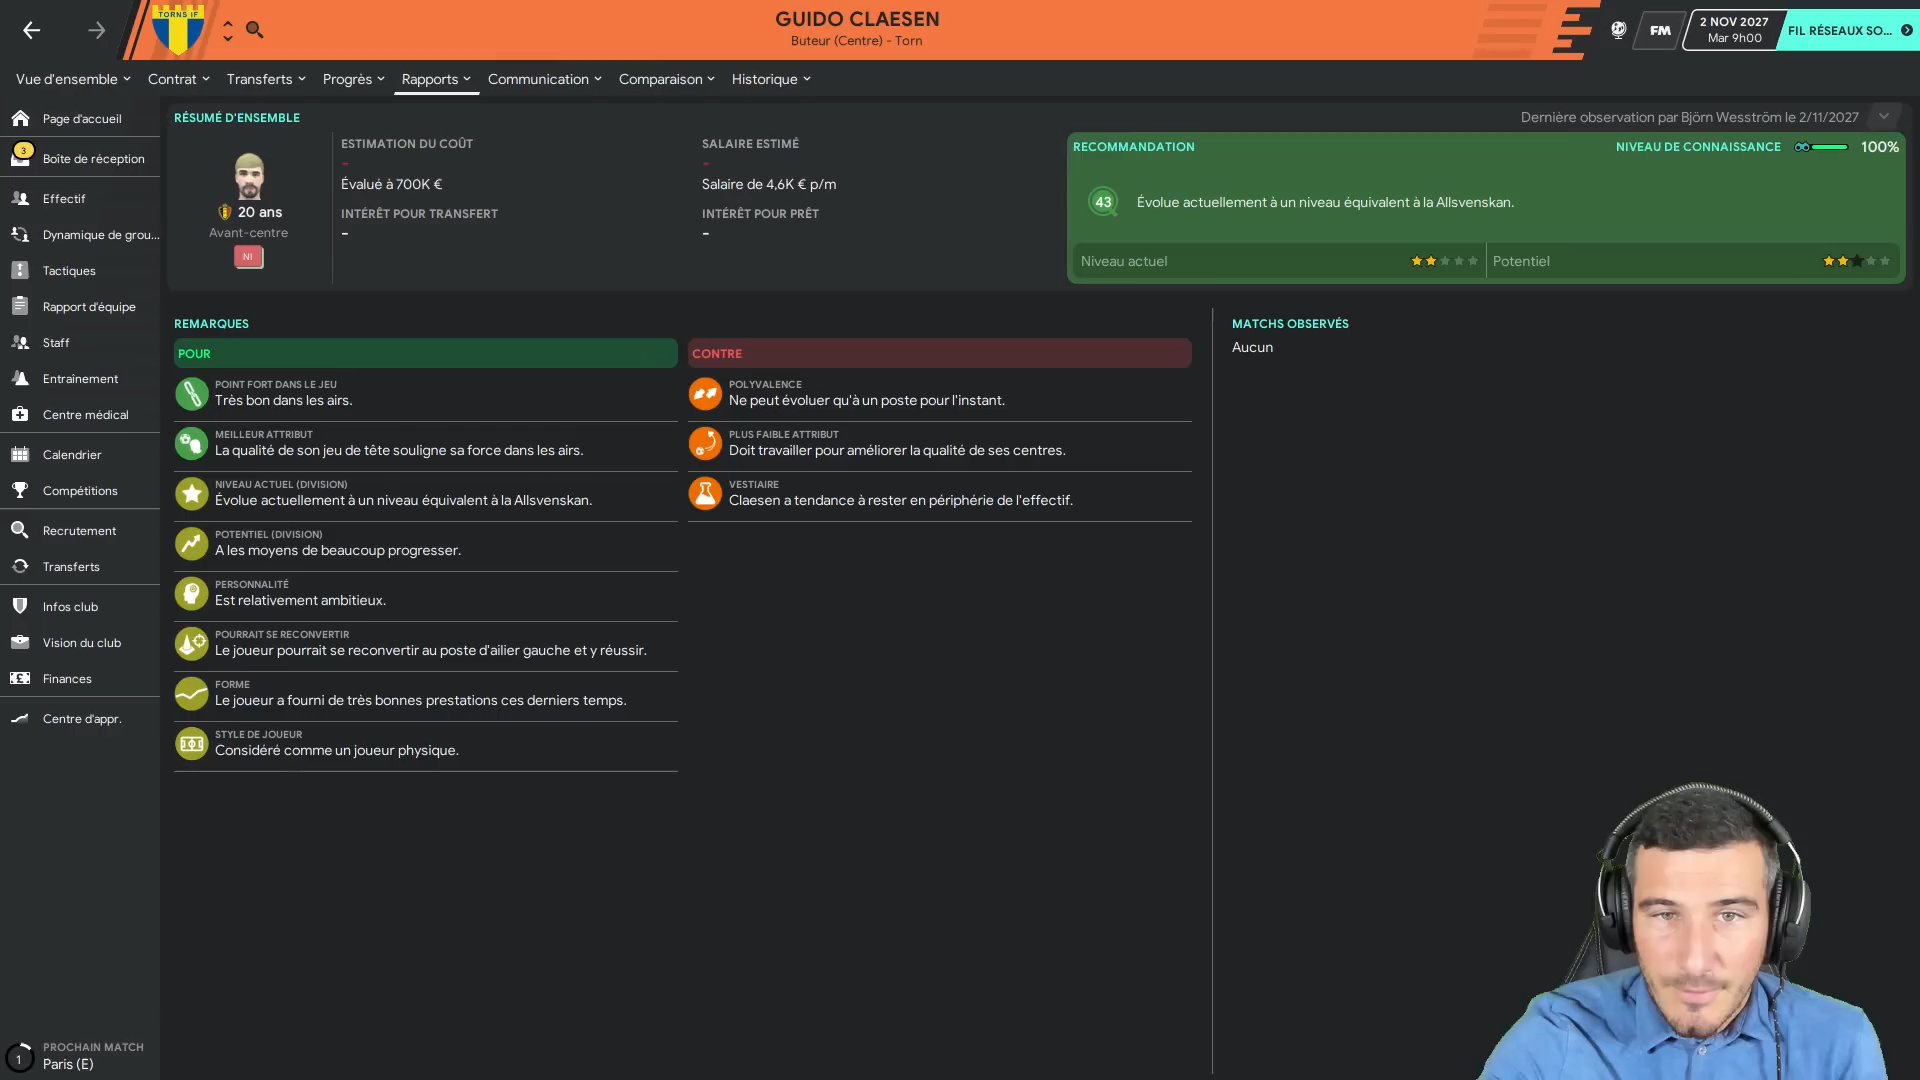 TORNS IF
GUIDO CLAESEN
Buteur (Centre) - Torn
FM
2 NOV 2027
Mar 9h00
FIL RÉSEAUX SO...
Vue d'ensemble
Contrat
Transferts
Progrès
Rapports
Communication
Comparaison
Historique
Page d'accueil
3
Boîte de réception
Effectif
Dynamique de grou...
Tactiques
Rapport d'équipe
Staff
Entraînement
Centre médical
Calendrier
Compétitions
Recrutement
Transferts
Infos club
Vision du club
Finances
Centre d'appr.
1
PROCHAIN MATCH
Paris (E)
RÉSUMÉ D'ENSEMBLE
Dernière observation par Björn Wesström le 2/11/2027
20 ans
Avant-centre
NI
ESTIMATION DU COÛT
-
Évalué à 700K €
INTÉRÊT POUR TRANSFERT
-
SALAIRE ESTIMÉ
-
Salaire de 4,6K € p/m
INTÉRÊT POUR PRÊT
-
RECOMMANDATION
NIVEAU DE CONNAISSANCE
100%
43
Évolue actuellement à un niveau équivalent à la Allsvenskan.
Niveau actuel
Potentiel
REMARQUES
POUR
POINT FORT DANS LE JEU
Très bon dans les airs.
MEILLEUR ATTRIBUT
La qualité de son jeu de tête souligne sa force dans les airs.
NIVEAU ACTUEL (DIVISION)
Évolue actuellement à un niveau équivalent à la Allsvenskan.
POTENTIEL (DIVISION)
A les moyens de beaucoup progresser.
PERSONNALITÉ
Est relativement ambitieux.
POURRAIT SE RECONVERTIR
Le joueur pourrait se reconvertir au poste d'ailier gauche et y réussir.
FORME
Le joueur a fourni de très bonnes prestations ces derniers temps.
STYLE DE JOUEUR
Considéré comme un joueur physique.
CONTRE
POLYVALENCE
Ne peut évoluer qu'à un poste pour l'instant.
PLUS FAIBLE ATTRIBUT
Doit travailler pour améliorer la qualité de ses centres.
VESTIAIRE
Claesen a tendance à rester en périphérie de l'effectif.
MATCHS OBSERVÉS
Aucun